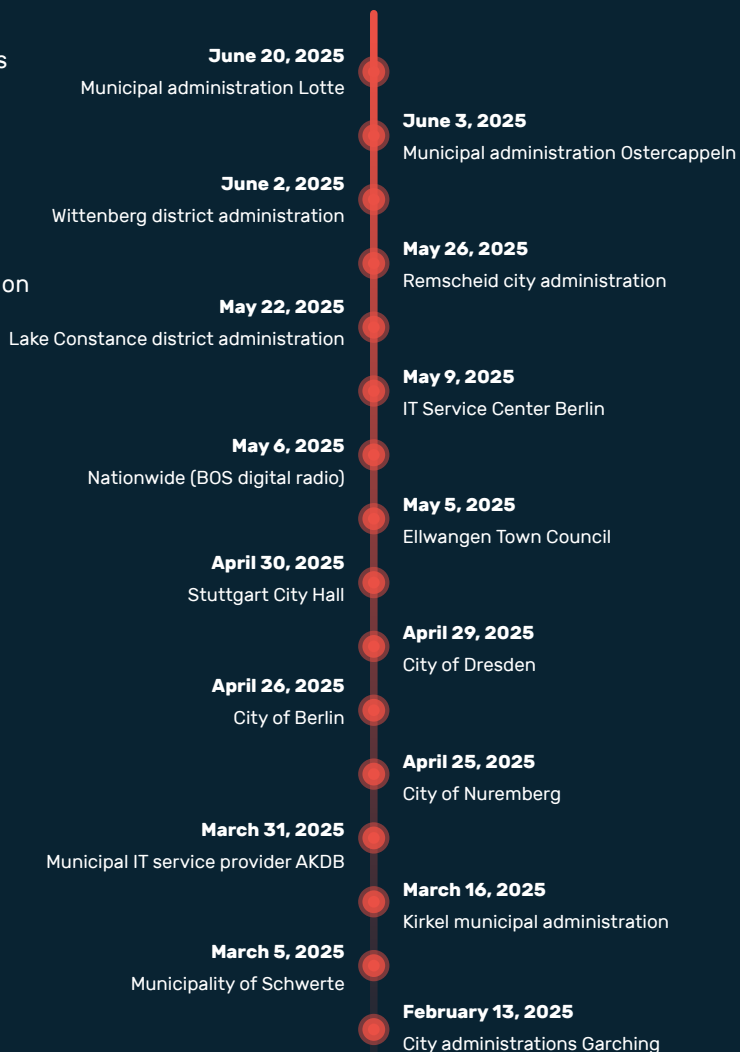 s
June 20, 2025
Municipal administration Lotte
June 3, 2025
Municipal administration Ostercappeln
June 2, 2025
Wittenberg district administration
May 26, 2025
Remscheid city administration
on
May 22, 2025
Lake Constance district administration
May 9, 2025
IT Service Center Berlin
May 6, 2025
Nationwide (BOS digital radio)
May 5, 2025
Ellwangen Town Council
April 30, 2025
Stuttgart City Hall
April 29, 2025
City of Dresden
April 26, 2025
City of Berlin
April 25, 2025
City of Nuremberg
March 31, 2025
Municipal IT service provider AKDB
March 16, 2025
Kirkel municipal administration
March 5, 2025
Municipality of Schwerte
February 13, 2025
City administrations Garching